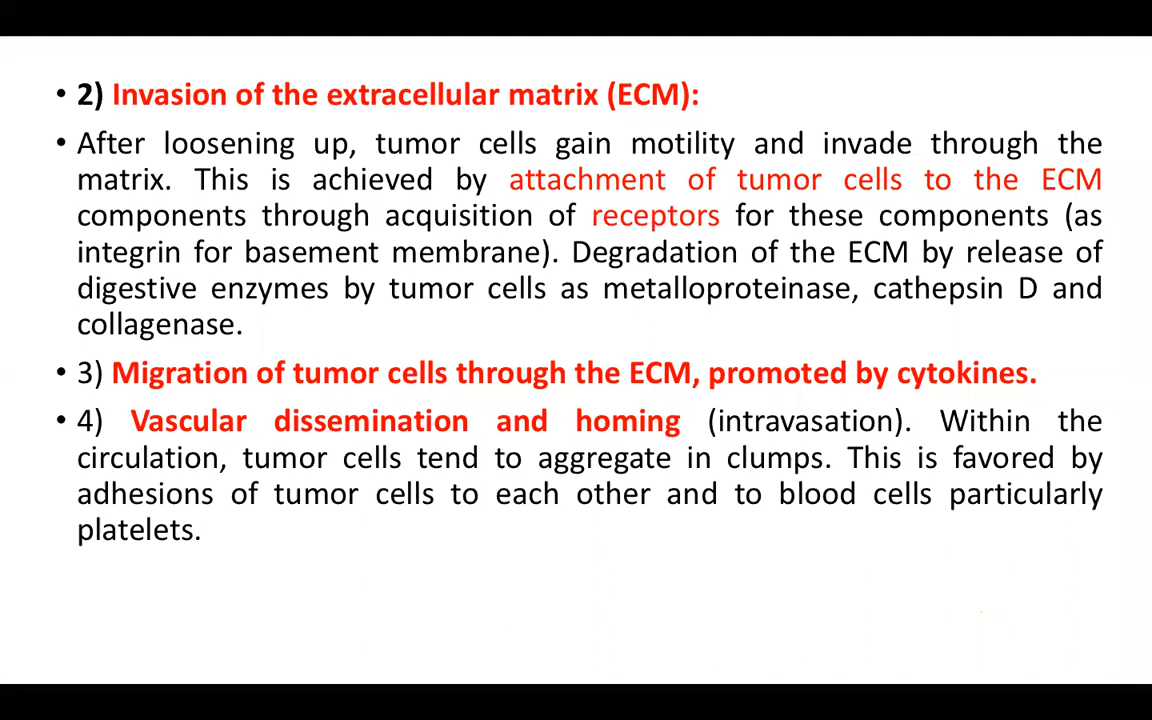 • 2) Invasion of the extracellular matrix (ECM):
• After loosening up, tumor cells gain motility and invade through the
matrix. This is achieved by attachment of tumor cells to the ECM
components through acquisition of receptors for these components (as
integrin for basement membrane). Degradation of the ECM by release of
digestive enzymes by tumor cells as metalloproteinase, cathepsin D and
collagenase.
• 3) Migration of tumor cells through the ECM, promoted by cytokines.
• 4) Vascular dissemination and homing (intravasation). Within the
circulation, tumor cells tend to aggregate in clumps. This is favored by
adhesions of tumor cells to each other and to blood cells particularly
platelets.